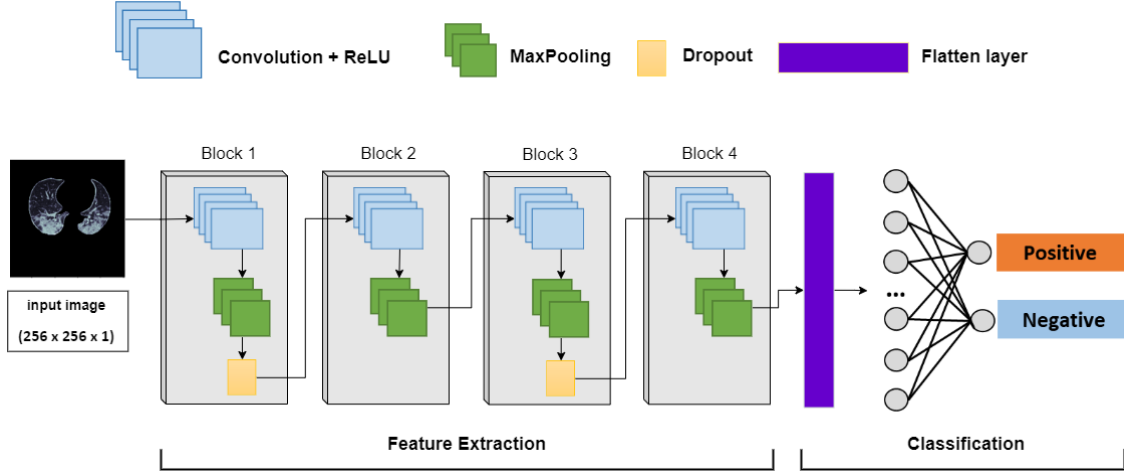 Convolution + ReLU
MaxPooling
Dropout
Flatten layer
Block 1
Block 2
Block 3
Block 4
input image
(256 x 256 x 1)
...
Positive
Negative
Feature Extraction
Classification